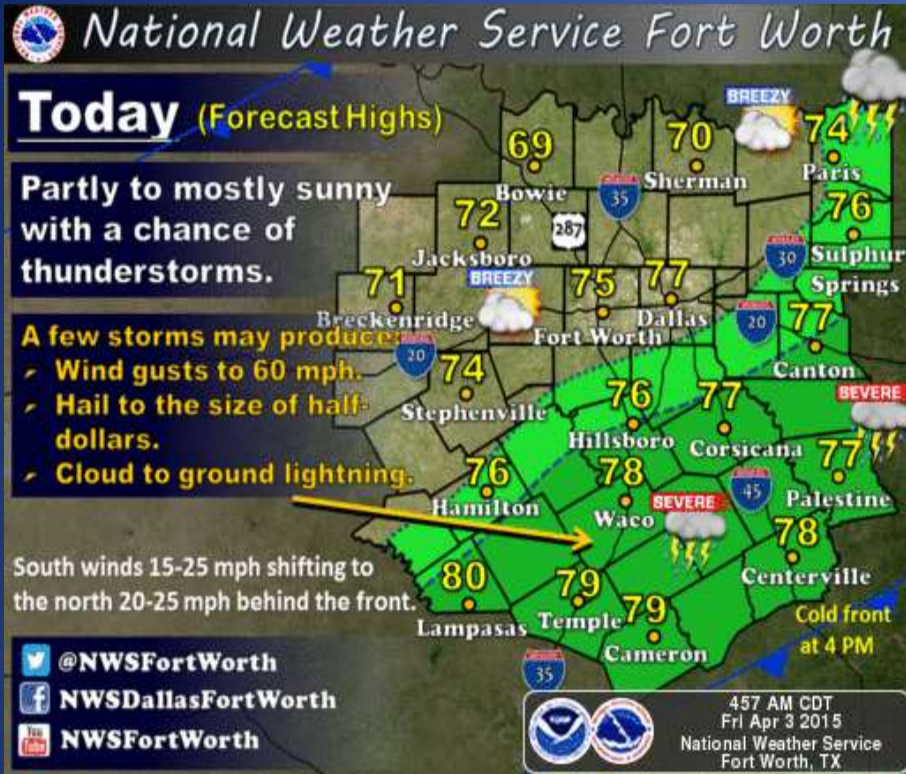 National Weather Service Fort Worth
Today (Forecast Highs)
Partly to mostly sunny
with a chance of
thunderstorms.
A few storms may produce:
Wind gusts to 60 mph.
Hail to the size of half-
dollars.
Cloud to ground lightning.
South winds 15-25 mph shifting to
the north 20-25 mph behind the front.
@NWSFortWorth
NWSDallasFortWorth
You
Tube
NWSFortWorth
BREEZY
74
Paris
69
Bowie
70
Sherman
35
76
Sulphur
Springs
72
Jacksboro
287
30
BREEZY
71
Breckenridge
75
Fort Worth
77
Dallas
20
77
Canton
20
74
Stephenville
76
Hillsboro
77
Corsicana
SEVERE
77
Palestine
76
Hamilton
78
Waco
SEVERE
45
78
Centerville
80
Lampasas
79
Temple
79
Cameron
35
Cold front
at 4 PM
457 AM CDT
Fri Apr 3 2015
National Weather Service
Fort Worth, TX